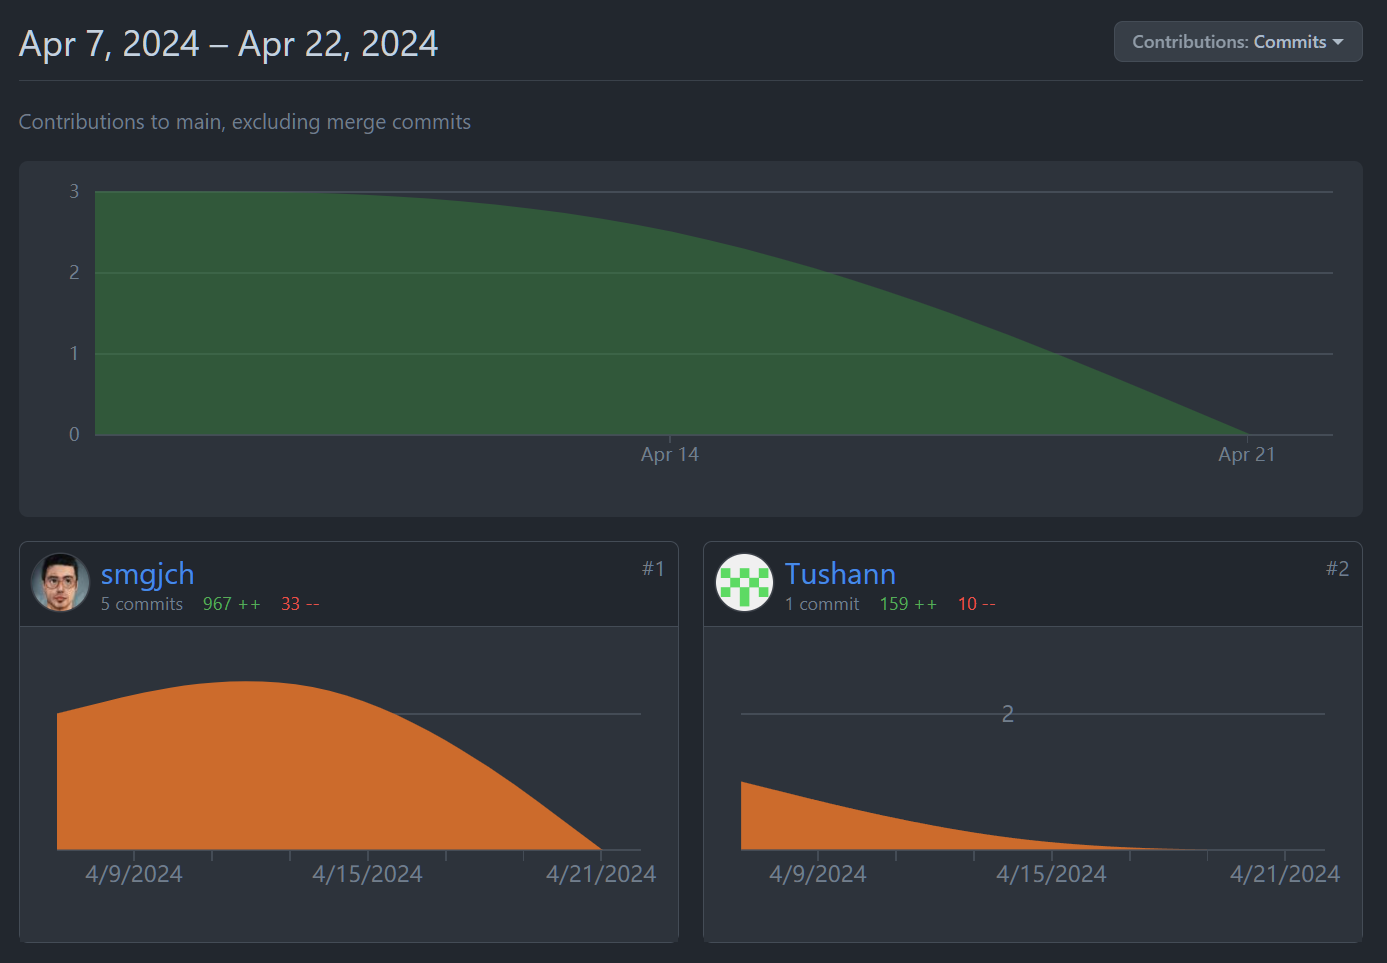 Apr 7, 2024 – Apr 22, 2024
Contributions: Commits
Contributions to main, excluding merge commits
3
2
1
0
Apr 14 Apr 21
smgjch #1
5 commits 967 ++ 33 --
4/9/2024 4/15/2024 4/21/2024
Tushann #2
1 commit 159 ++ 10 --
2
4/9/2024 4/15/2024 4/21/2024